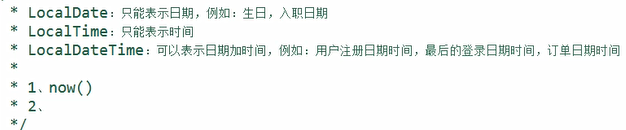 * LocalDate：只能表示日期，例如：生日，入职日期
* LocalTime：只能表示时间
* LocalDateTime：可以表示日期加时间，例如：用户注册日期时间，最后的登录日期时间，订单日期时间
*
* 1、now()
* 2、
*/